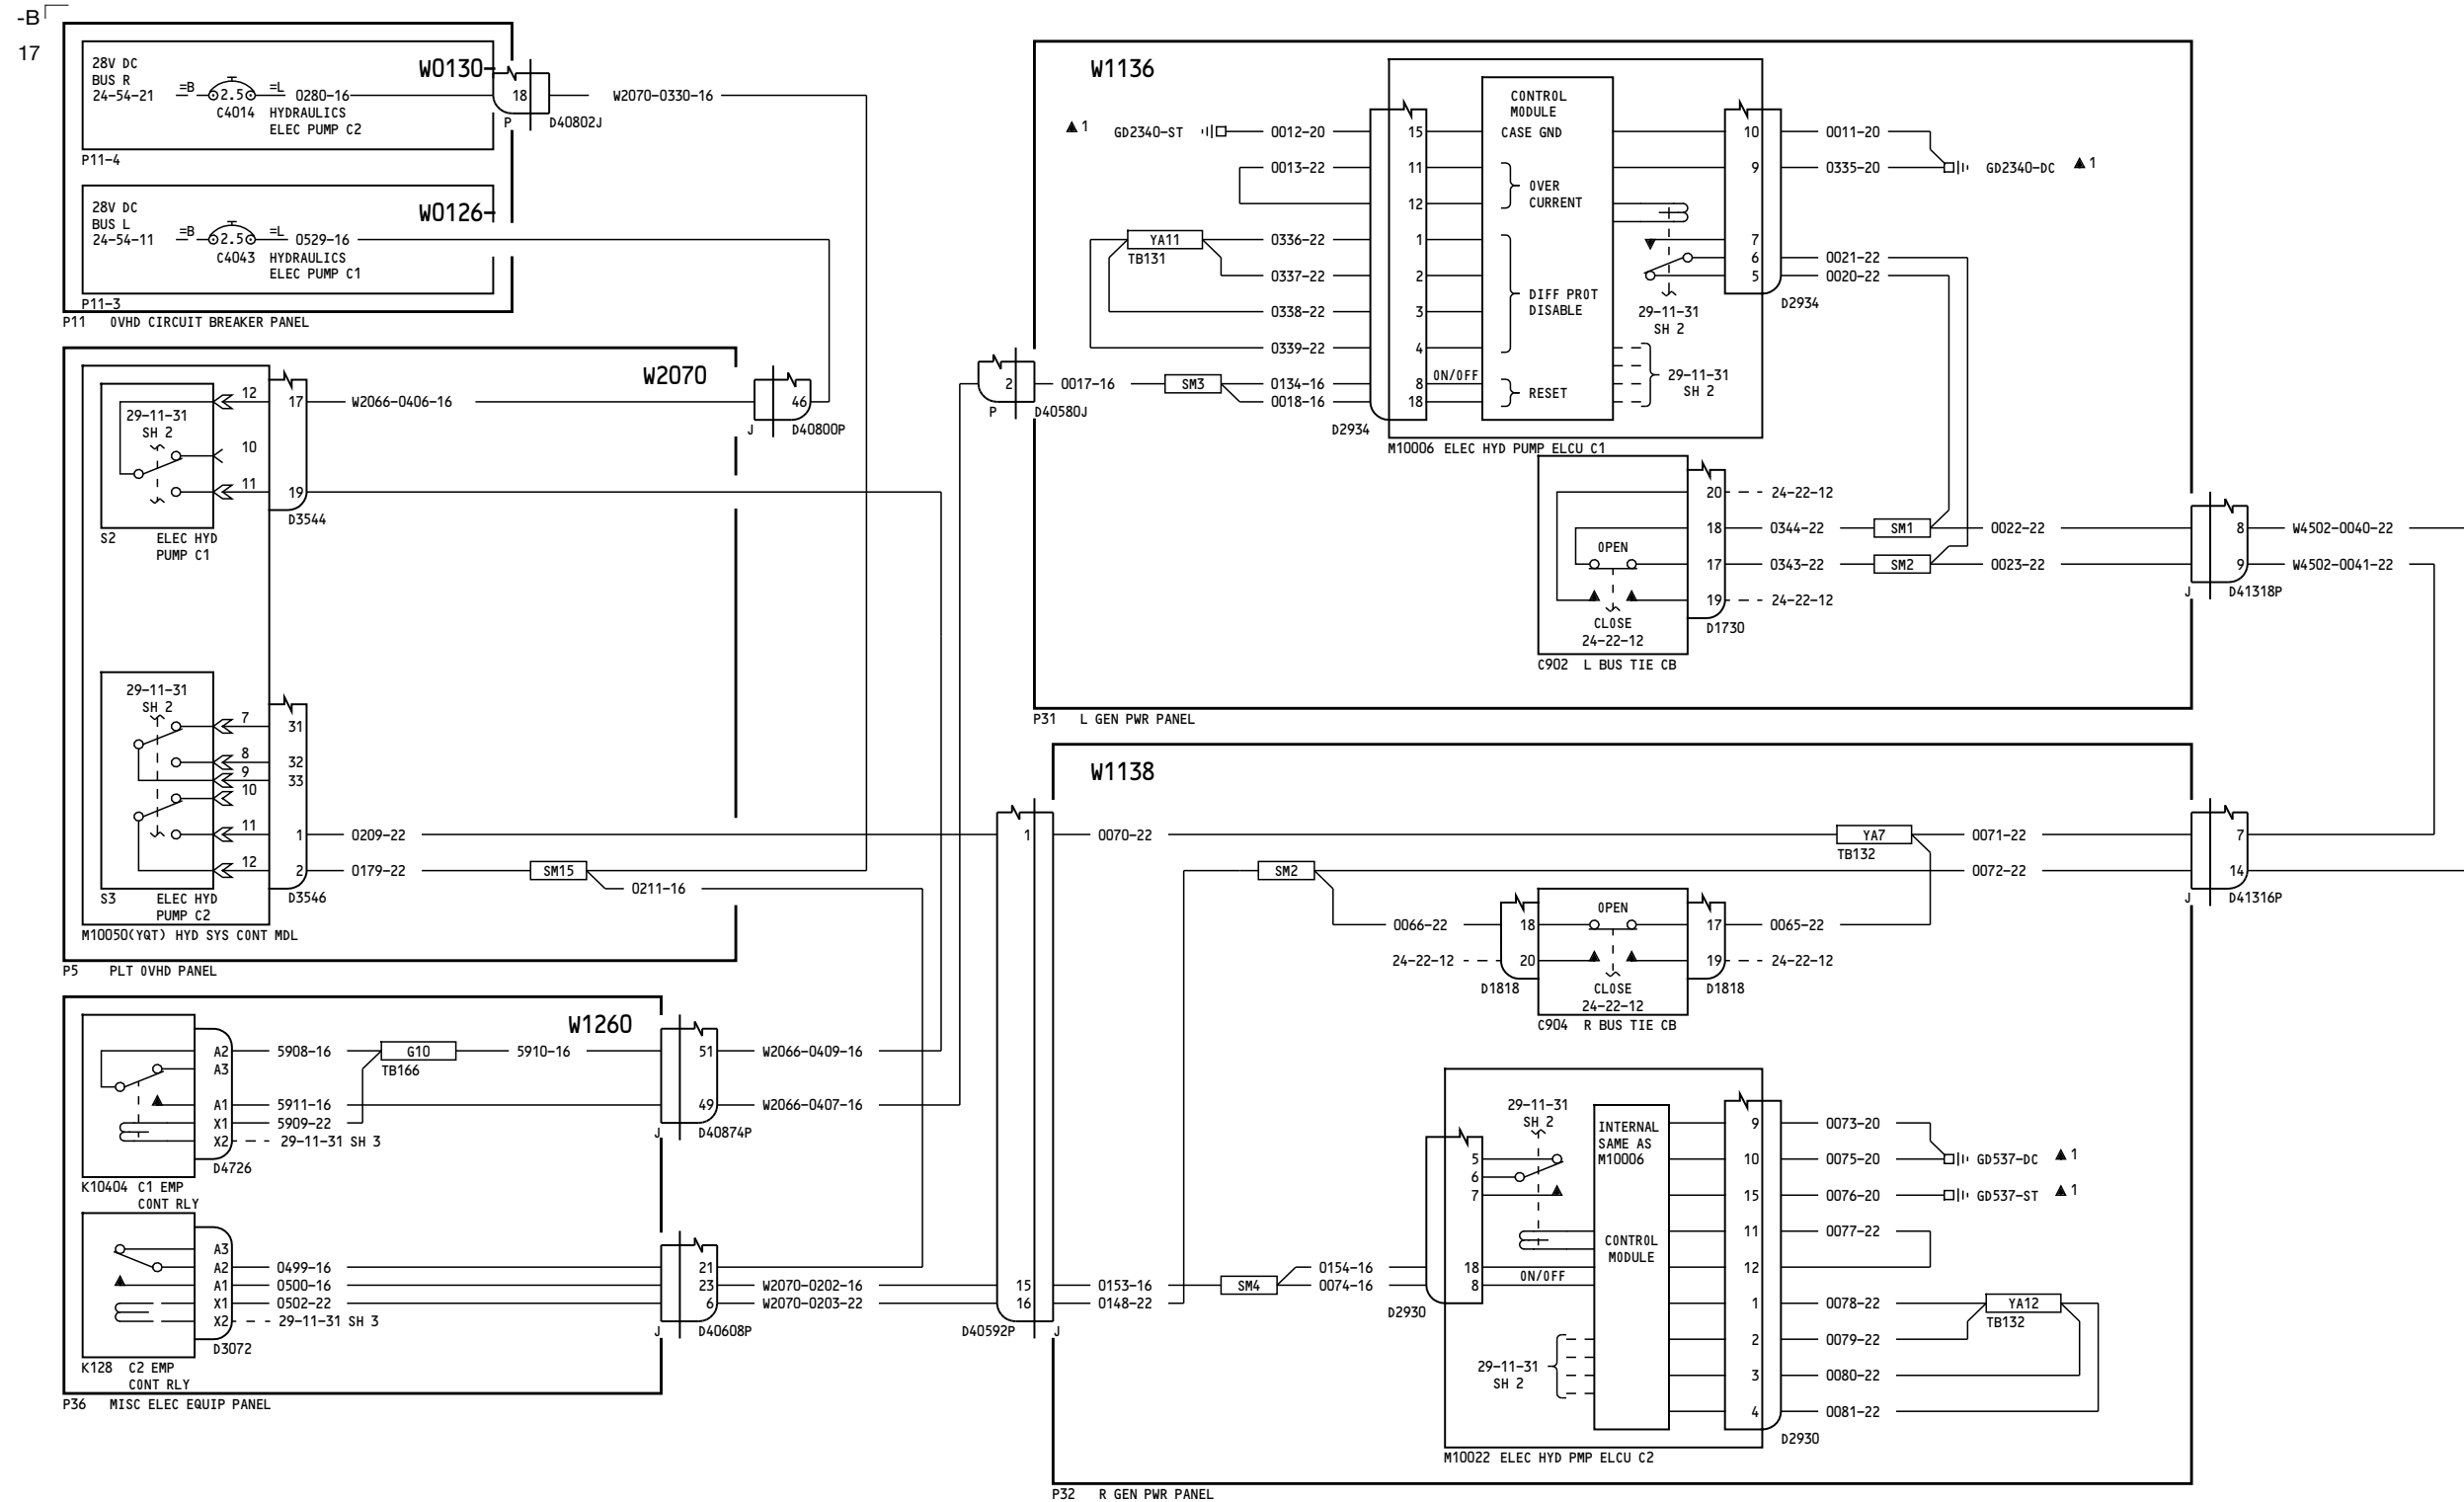 -B
17
28V DC
BUS R
24-54-21
=B
2.5
=L
0280-16
C4014
HYDRAULICS
ELEC PUMP C2
W0130-
18
P
D40802J
W2070-0330-16
P11-4
28V DC
BUS L
24-54-11
=B
2.5
=L
0529-16
C4043
HYDRAULICS
ELEC PUMP C1
W0126-
P11-3
P11 OVHD CIRCUIT BREAKER PANEL
W2070
29-11-31
SH 2
12
10
11
17
19
W2066-0406-16
46
J
D40800P
D3544
S2
ELEC HYD
PUMP C1
29-11-31
SH 2
7
8
9
10
11
12
31
32
33
1
2
0209-22
0179-22
SM15
0211-16
S3
ELEC HYD
PUMP C2
D3546
M10050(YQT) HYD SYS CONT MDL
P5 PLT OVHD PANEL
W1260
A2
A3
A1
X1
X2
5908-16
G10
TB166
5910-16
5911-16
5909-22
29-11-31 SH 3
51
49
W2066-0409-16
W2066-0407-16
J
D40874P
D4726
K10404 C1 EMP
CONT RLY
A3
A2
A1
X1
X2
0499-16
0500-16
0502-22
29-11-31 SH 3
21
23
6
W2070-0202-16
W2070-0203-22
J
D40608P
D3072
K128 C2 EMP
CONT RLY
P36 MISC ELEC EQUIP PANEL
W1136
1
GD2340-ST
0012-20
0013-22
YA11
TB131
0336-22
0337-22
0338-22
0339-22
2
P
D40580J
0017-16
SM3
0134-16
0018-16
15
11
12
1
2
3
4
8
18
ON/OFF
D2934
CONTROL
MODULE
CASE GND
OVER
CURRENT
DIFF PROT
DISABLE
RESET
29-11-31
SH 2
29-11-31
SH 2
10
9
7
6
5
D2934
0011-20
0335-20
GD2340-DC
1
0021-22
0020-22
M10006 ELEC HYD PUMP ELCU C1
20
18
17
19
24-22-12
0344-22
SM1
0022-22
0343-22
SM2
0023-22
24-22-12
OPEN
CLOSE
24-22-12
D1730
C902 L BUS TIE CB
8
9
W4502-0040-22
W4502-0041-22
J
D41318P
P31 L GEN PWR PANEL
W1138
1
15
16
D40592P
J
0070-22
YA7
TB132
0071-22
SM2
0072-22
7
14
J
D41316P
0066-22
24-22-12
18
20
OPEN
CLOSE
24-22-12
17
19
0065-22
24-22-12
D1818
D1818
C904 R BUS TIE CB
29-11-31
SH 2
5
6
7
INTERNAL
SAME AS
M10006
CONTROL
MODULE
18
8
ON/OFF
0153-16
0148-22
SM4
0154-16
0074-16
D2930
29-11-31
SH 2
9
10
15
11
12
1
2
3
4
0073-20
0075-20
GD537-DC
1
0076-20
GD537-ST
1
0077-22
0078-22
YA12
TB132
0079-22
0080-22
0081-22
D2930
M10022 ELEC HYD PMP ELCU C2
P32 R GEN PWR PANEL